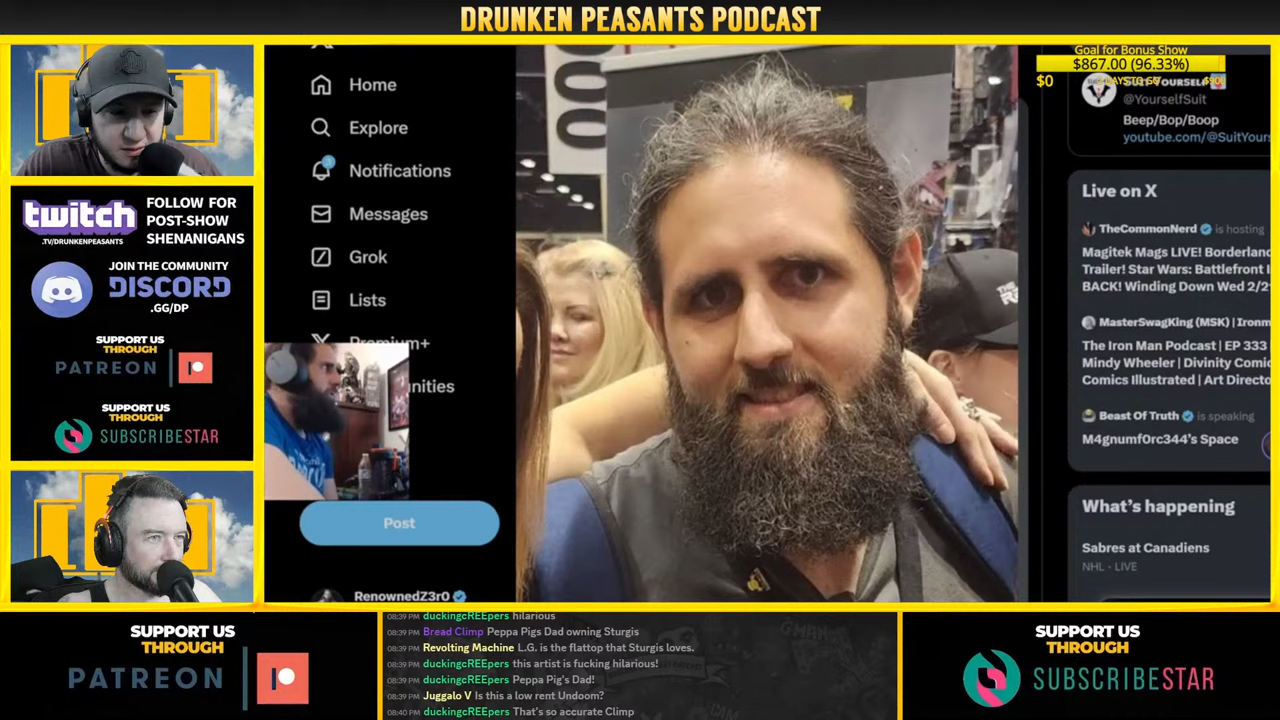 DRUNKEN PEASANTS PODCAST
Goal for Bonus Show
$867.00 (96.33%)
$0
@YourselfSuit
Beep/Bop/Boop
youtube.com/@SuitYours
Home
Explore
Notifications
Messages
Grok
Lists
Premium+
unities
Post
RenownedZ3r0
Live on X
TheCommonNerd is hosting
Magitek Mags LIVE! Borderlan
Trailer! Star Wars: Battlefront I
BACK! Winding Down Wed 2/2
MasterSwagKing (MSK) | Ironm
The Iron Man Podcast | EP 333
Mindy Wheeler | Divinity Comic
Comics Illustrated | Art Directo
Beast Of Truth is speaking
M4gnumf0rc344's Space
What's happening
Sabres at Canadiens
NHL · LIVE
twitch
.TV/DRUNKENPEASANTS
FOLLOW FOR
POST-SHOW
SHENANIGANS
JOIN THE COMMUNITY
DISCORD
.GG/DP
SUPPORT US
THROUGH
PATREON
SUPPORT US
THROUGH
SUBSCRIBESTAR
SUPPORT US
THROUGH
PATREON
08:39 PM duckingcREEpers hilarious
08:39 PM Bread Climp Peppa Pigs Dad owning Sturgis
08:39 PM Revolting Machine L.G. is the flattop that Sturgis loves.
08:39 PM duckingcREEpers this artist is fucking hilarious!
08:39 PM duckingcREEpers Peppa Pig's Dad!
08:39 PM Juggalo V Is this a low rent Undoom?
08:40 PM duckingcREEpers That's so accurate Climp
SUPPORT US
THROUGH
SUBSCRIBESTAR